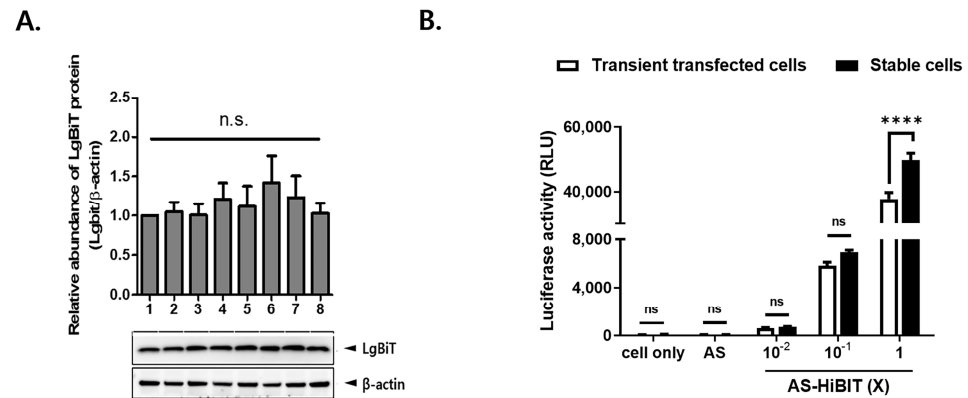 A.
Relative abundance of LgBiT protein
(Lgbit/β-actin)
2.5
2.0
1.5
1.0
0.5
0.0
n.s.
1 2 3 4 5 6 7 8
LgBiT
β-actin
B.
Transient transfected cells
Stable cells
Luciferase activity (RLU)
60,000
40,000
8,000
4,000
0
ns
ns
ns
ns
****
cell only
AS
10-2
10-1
1
AS-HiBIT (X)